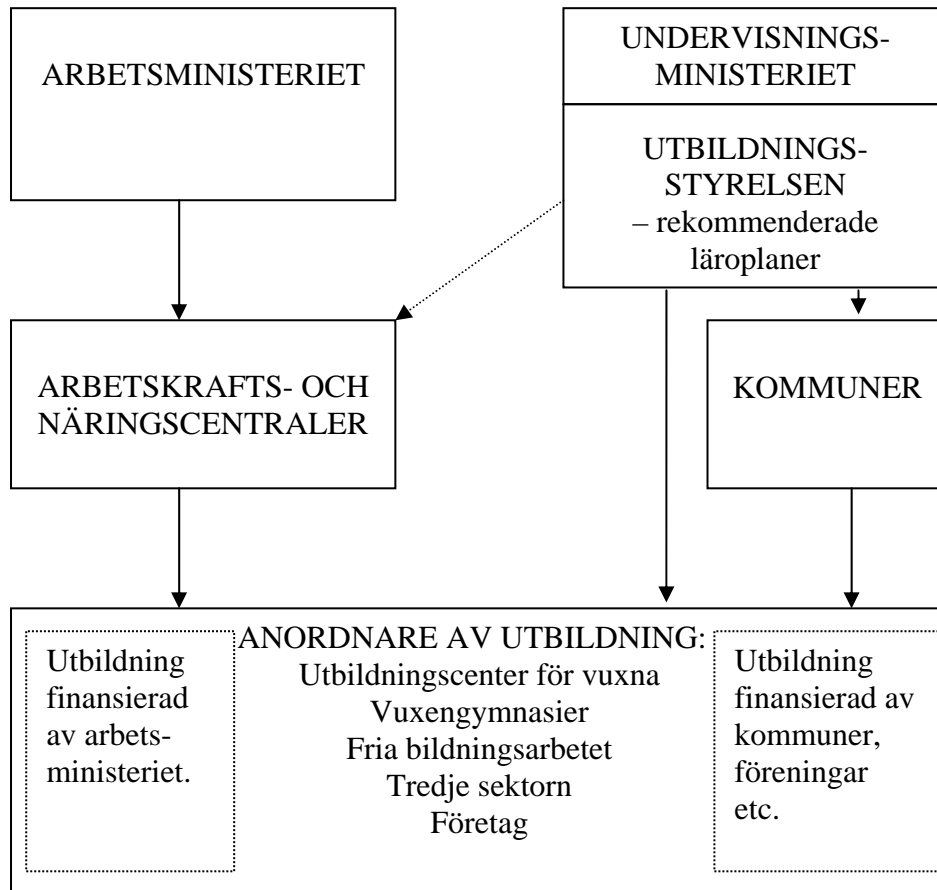 ARBETSMINISTERIET
UNDERVISNINGS-
MINISTERIET
UTBILDNINGS-
STYRELSEN
– rekommenderade
läroplaner
ARBETSKRAFTS- OCH
NÄRINGSCENTRALER
KOMMUNER
ANORDNARE AV UTBILDNING:
Utbildningscenter för vuxna
Vuxengymnasier
Fria bildningsarbetet
Tredje sektorn
Företag
Utbildning
finansierad
av arbets-
ministeriet.
Utbildning
finansierad av
kommuner,
föreningar
etc.